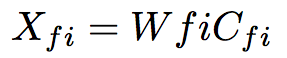 X_{fi} = WfiC_{fi}